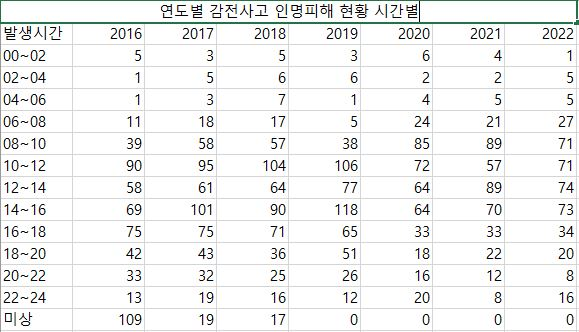 연도별 감전사고 인명피해 현황 시간별
발생시간 2016 2017 2018 2019 2020 2021 2022
00~02 5 3 5 3 6 4 1
02~04 1 5 6 6 2 2 5
04~06 1 3 7 1 4 5 5
06~08 11 18 17 5 24 21 27
08~10 39 58 57 38 85 89 71
10~12 90 95 104 106 72 57 71
12~14 58 61 64 77 64 89 74
14~16 69 101 90 118 64 70 73
16~18 75 75 71 65 33 33 34
18~20 42 43 36 51 18 22 20
20~22 33 32 25 26 16 12 8
22~24 13 19 16 12 20 8 16
미상 109 19 17 0 0 0 0